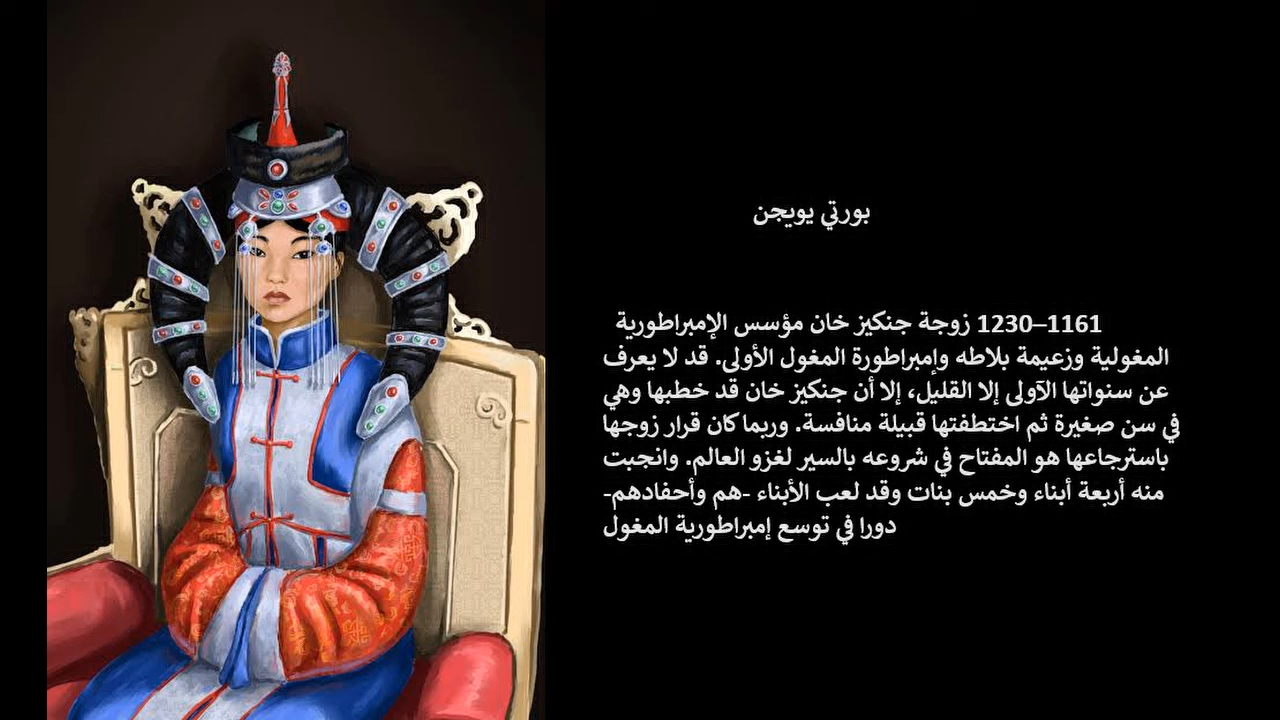 بورتي يويجن
1161–1230 زوجة جنكيز خان مؤسس الإمبراطورية
المغولية وزعيمة بلاطه وإمبراطورة المغول الأولى. قد لا يعرف
عن سنواتها الآولى إلا القليل، إلا أن جنكيز خان قد خطبها وهي
في سن صغيرة ثم اختطفتها قبيلة منافسة. وربما كان قرار زوجها
باسترجاعها هو المفتاح في شروعه بالسير لغزو العالم. وانجبت
منه أربعة أبناء وخمس بنات وقد لعب الأبناء -هم وأحفادهم-
دورا في توسع إمبراطورية المغول